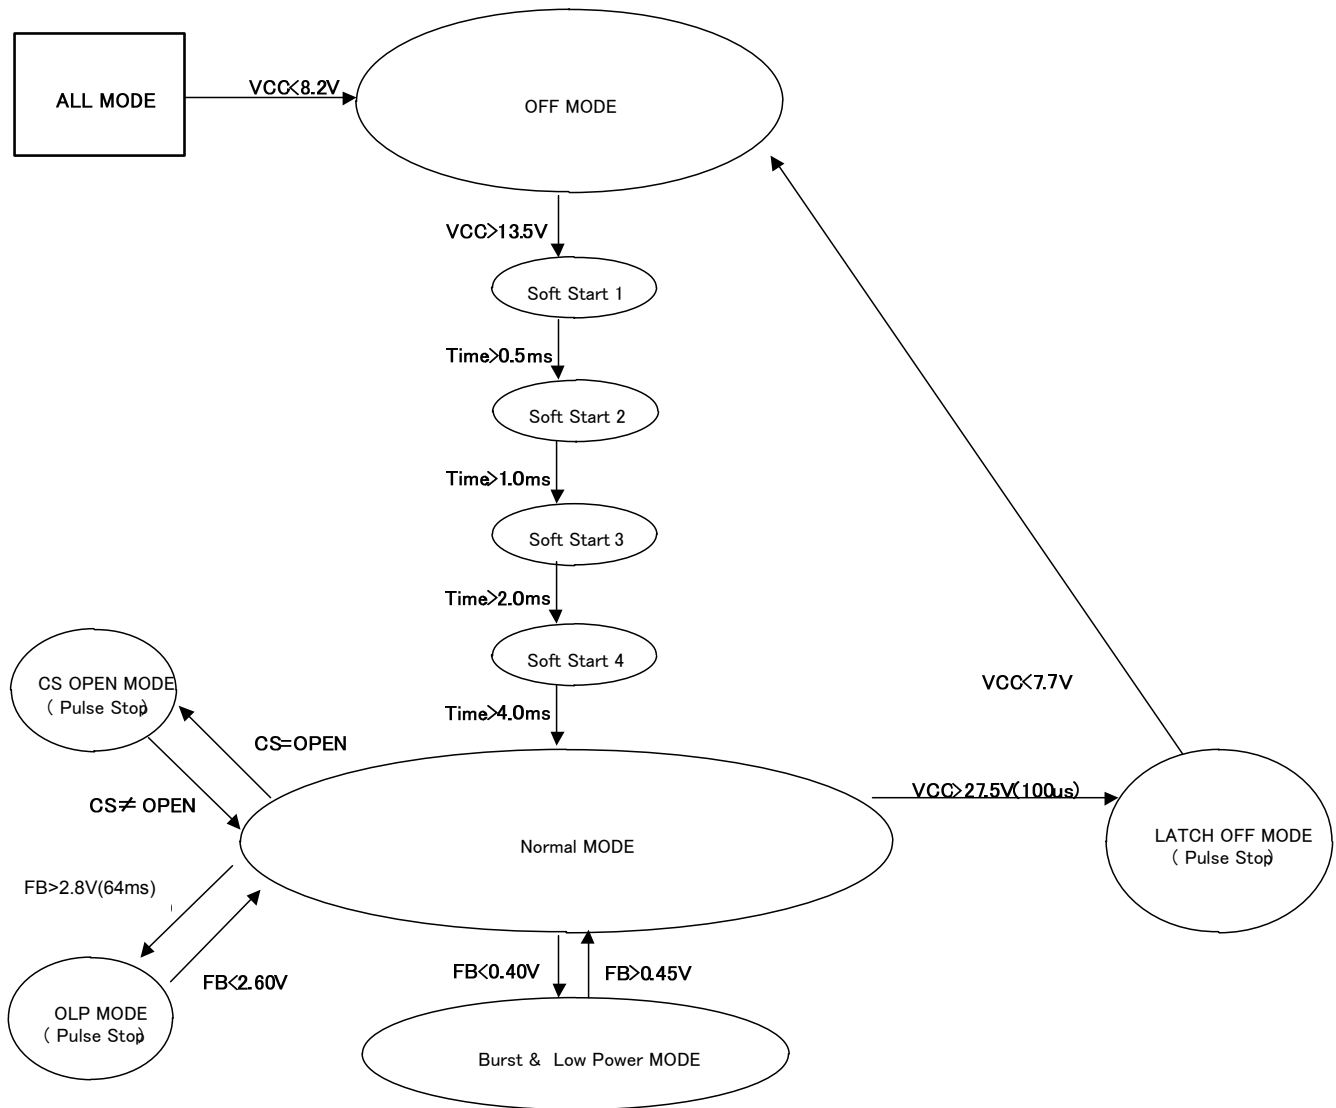 ALL MODE
VCC<8.2V
OFF MODE
VCC>13.5V
Soft Start 1
Time>0.5ms
Soft Start 2
Time>1.0ms
Soft Start 3
Time>2.0ms
Soft Start 4
Time>4.0ms
VCC<7.7V
CS OPEN MODE
( Pulse Stop)
CS=OPEN
CS≠ OPEN
VCC>27.5V(100us)
Normal MODE
LATCH OFF MODE
( Pulse Stop)
FB>2.8V(64ms)
FB<2.60V
FB<0.40V
FB>0.45V
OLP MODE
( Pulse Stop)
Burst & Low Power MODE